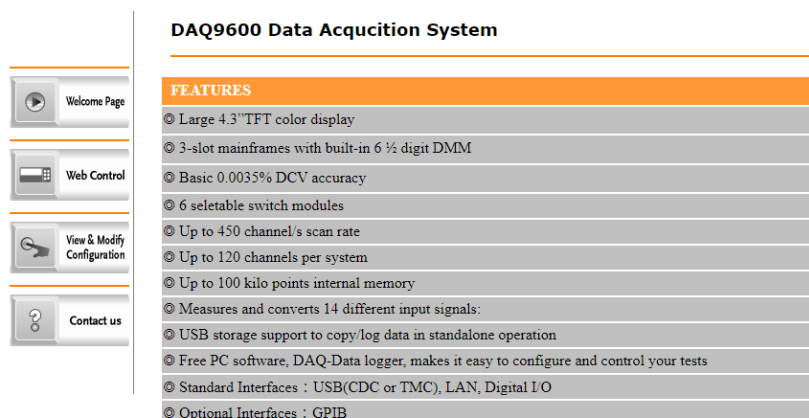 DAQ9600 Data Acqucition System
Welcome Page
Web Control
View & Modify
Configuration
Contact us
FEATURES
◎ Large 4.3"TFT color display
◎ 3-slot mainframes with built-in 6 ½ digit DMM
◎ Basic 0.0035% DCV accuracy
◎ 6 seletable switch modules
◎ Up to 450 channel/s scan rate
◎ Up to 120 channels per system
◎ Up to 100 kilo points internal memory
◎ Measures and converts 14 different input signals:
◎ USB storage support to copy/log data in standalone operation
◎ Free PC software, DAQ-Data logger, makes it easy to configure and control your tests
◎ Standard Interfaces：USB(CDC or TMC), LAN, Digital I/O
◎ Optional Interfaces：GPIB